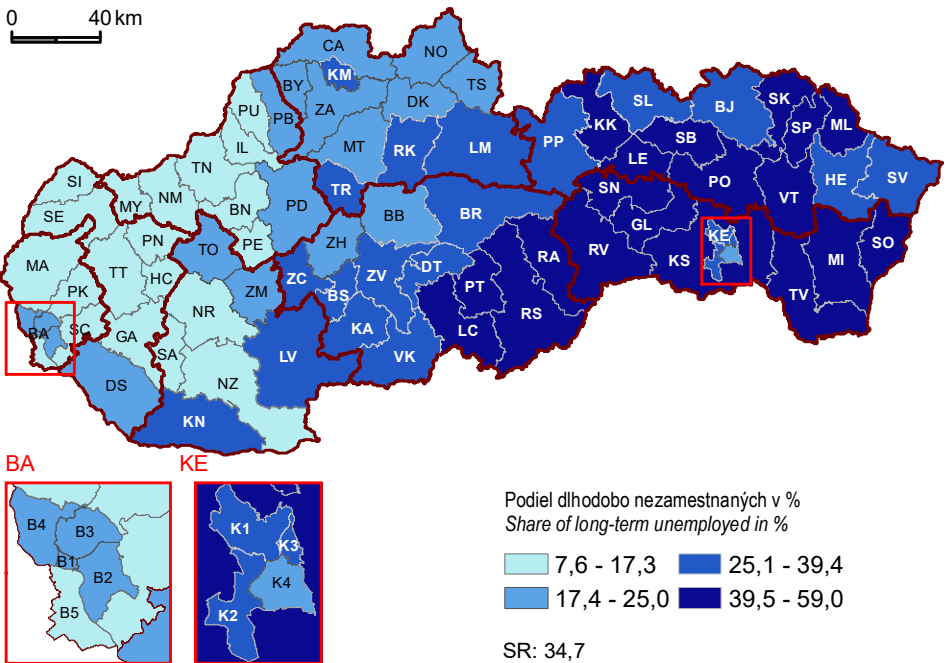 0 40 km
CA
NO
KM
BY
TS
ZA
DK
PU
PB
SL
BJ
SK
KK
SP
ML
IL
MT
RK
LM
PP
SB
TN
LE
SI
TR
PO
HE
SV
MY
NM
SN
VT
SE
BN
PD
BB
BR
GL
KE
PN
TO
PE
ZH
SO
MA
TT
HC
ZC
ZV
DT
RA
RV
KS
MI
PK
ZM
BS
PT
TV
NR
BA
SC
GA
KA
LC
RS
SA
LV
VK
DS
NZ
KN
BA
KE
B4
B3
B1
B2
B5
K1
K3
K4
K2
Podiel dlhodobo nezamestnaných v %
Share of long-term unemployed in %
7,6 - 17,3 25,1 - 39,4
17,4 - 25,0 39,5 - 59,0
SR: 34,7